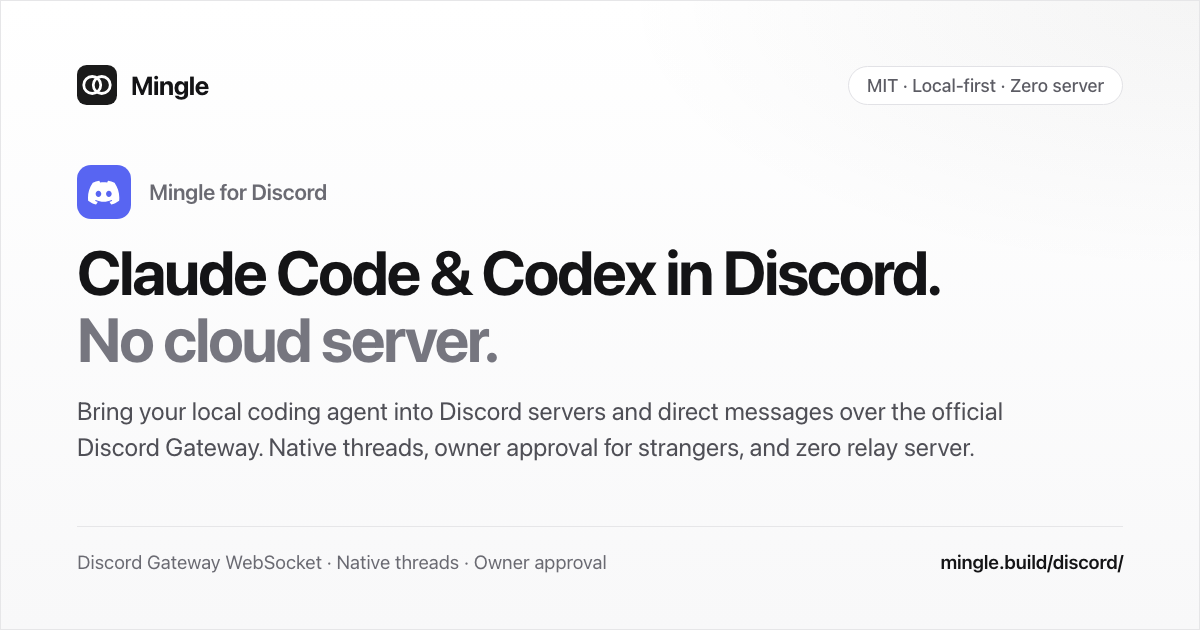 Mingle
MIT · Local-first · Zero server
Mingle for Discord
Claude Code & Codex in Discord.
No cloud server.
Bring your local coding agent into Discord servers and direct messages over the official
Discord Gateway. Native threads, owner approval for strangers, and zero relay server.
Discord Gateway WebSocket · Native threads · Owner approval
mingle.build/discord/